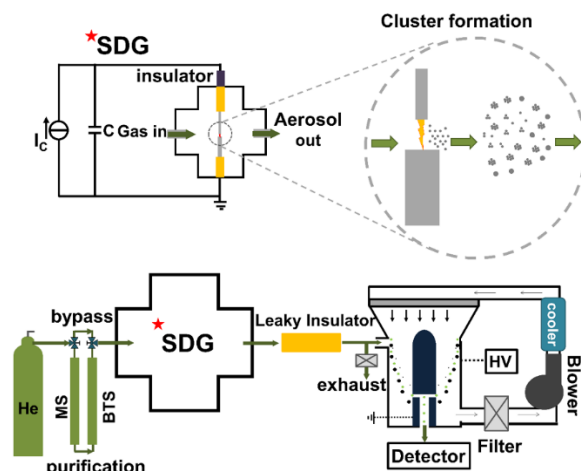 Cluster formation
SDG
insulator
I_C
C
Gas in
Aerosol
out
bypass
SDG
Leaky Insulator
cooler
Blower
He
MS
BTS
exhaust
HV
purification
Filter
Detector